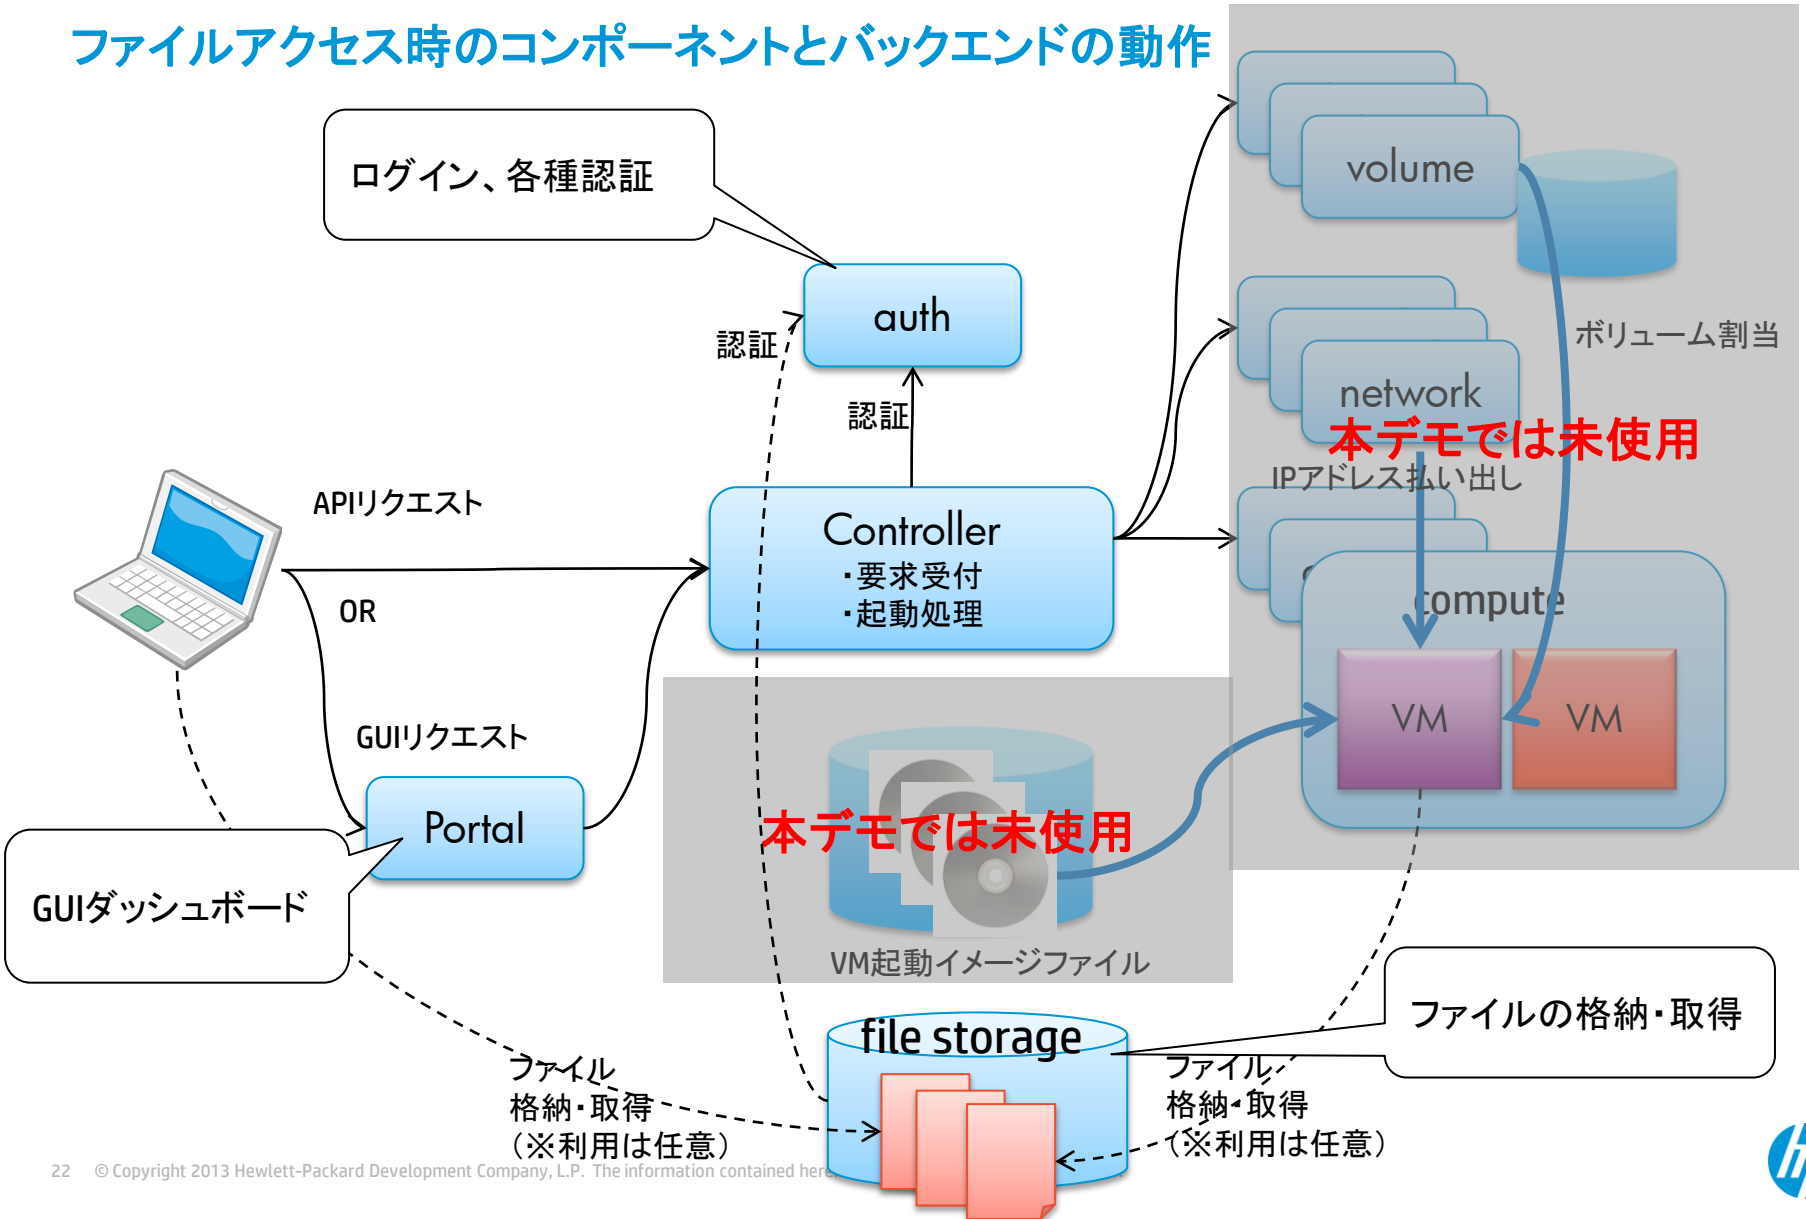 ファイルアクセス時のコンポーネントとバックエンドの動作
ログイン、各種認証
volume
auth
認証
ボリューム割当
network
認証
本デモでは未使用
IPアドレス払い出し
APIリクエスト
Controller
・要求受付
・起動処理
OR
compute
VM
VM
GUIリクエスト
Portal
本デモでは未使用
GUIダッシュボード
VM起動イメージファイル
ファイルの格納・取得
file storage
ファイル
格納・取得
（※利用は任意）
ファイル
格納・取得
（※利用は任意）
22 © Copyright 2013 Hewlett-Packard Development Company, L.P. The information contained
hp